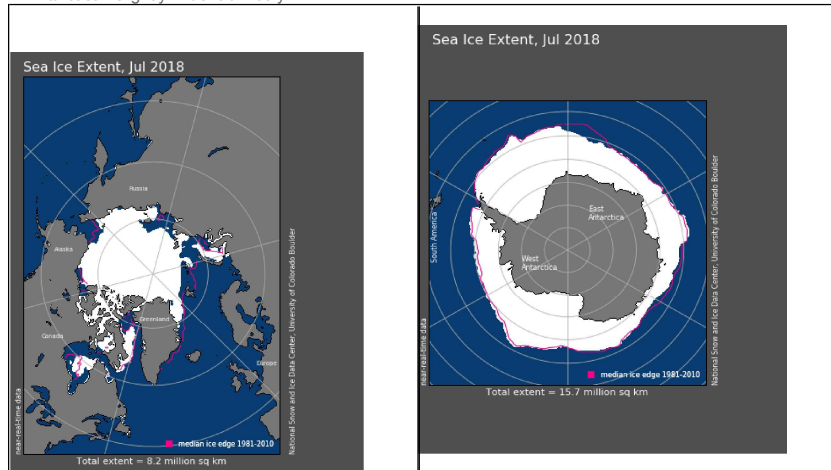 Sea Ice Extent, Jul 2018
Russia
Alaska
Greenland
Canada
Europe
near-real-time data
National Snow and Ice Data Center, University of Colorado Boulder
median ice edge 1981-2010
Total extent = 8.2 million sq km
Sea Ice Extent, Jul 2018
East
Antarctica
West
Antarctica
South America
near-real-time data
National Snow and Ice Data Center, University of Colorado Boulder
median ice edge 1981-2010
Total extent = 15.7 million sq km